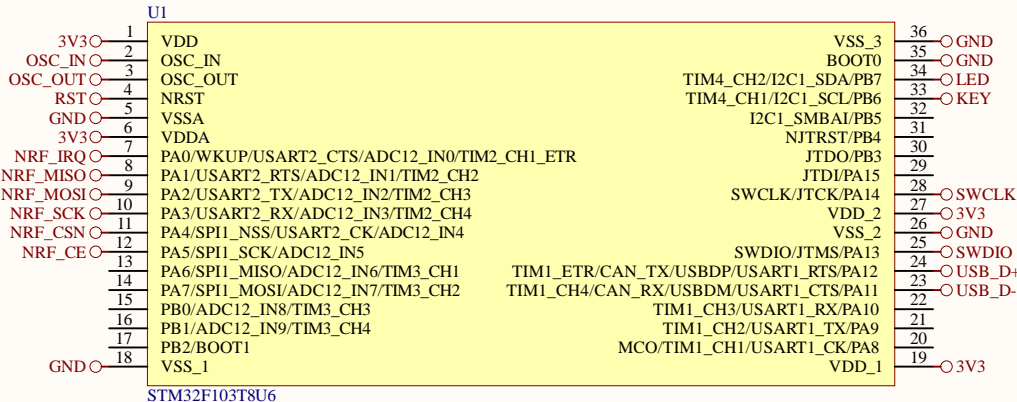 U1
3V3 1 VDD VSS_3 36 GND
OSC_IN 2 OSC_IN BOOT0 35 GND
OSC_OUT 3 OSC_OUT TIM4_CH2/I2C1_SDA/PB7 34 LED
RST 4 NRST TIM4_CH1/I2C1_SCL/PB6 33 KEY
GND 5 VSSA I2C1_SMBAI/PB5 32
3V3 6 VDDA NJTRST/PB4 31
NRF_IRQ 7 PA0/WKUP/USART2_CTS/ADC12_IN0/TIM2_CH1_ETR JTDO/PB3 30
NRF_MISO 8 PA1/USART2_RTS/ADC12_IN1/TIM2_CH2 JTDI/PA15 29
NRF_MOSI 9 PA2/USART2_TX/ADC12_IN2/TIM2_CH3 SWCLK/JTCK/PA14 28 SWCLK
NRF_SCK 10 PA3/USART2_RX/ADC12_IN3/TIM2_CH4 VDD_2 27 3V3
NRF_CSN 11 PA4/SPI1_NSS/USART2_CK/ADC12_IN4 VSS_2 26 GND
NRF_CE 12 PA5/SPI1_SCK/ADC12_IN5 SWDIO/JTMS/PA13 25 SWDIO
13 PA6/SPI1_MISO/ADC12_IN6/TIM3_CH1 TIM1_ETR/CAN_TX/USBDP/USART1_RTS/PA12 24 USB_D+
14 PA7/SPI1_MOSI/ADC12_IN7/TIM3_CH2 TIM1_CH4/CAN_RX/USBDM/USART1_CTS/PA11 23 USB_D-
15 PB0/ADC12_IN8/TIM3_CH3 TIM1_CH3/USART1_RX/PA10 22
16 PB1/ADC12_IN9/TIM3_CH4 TIM1_CH2/USART1_TX/PA9 21
17 PB2/BOOT1 MCO/TIM1_CH1/USART1_CK/PA8 20
GND 18 VSS_1 VDD_1 19 3V3
STM32F103T8U6